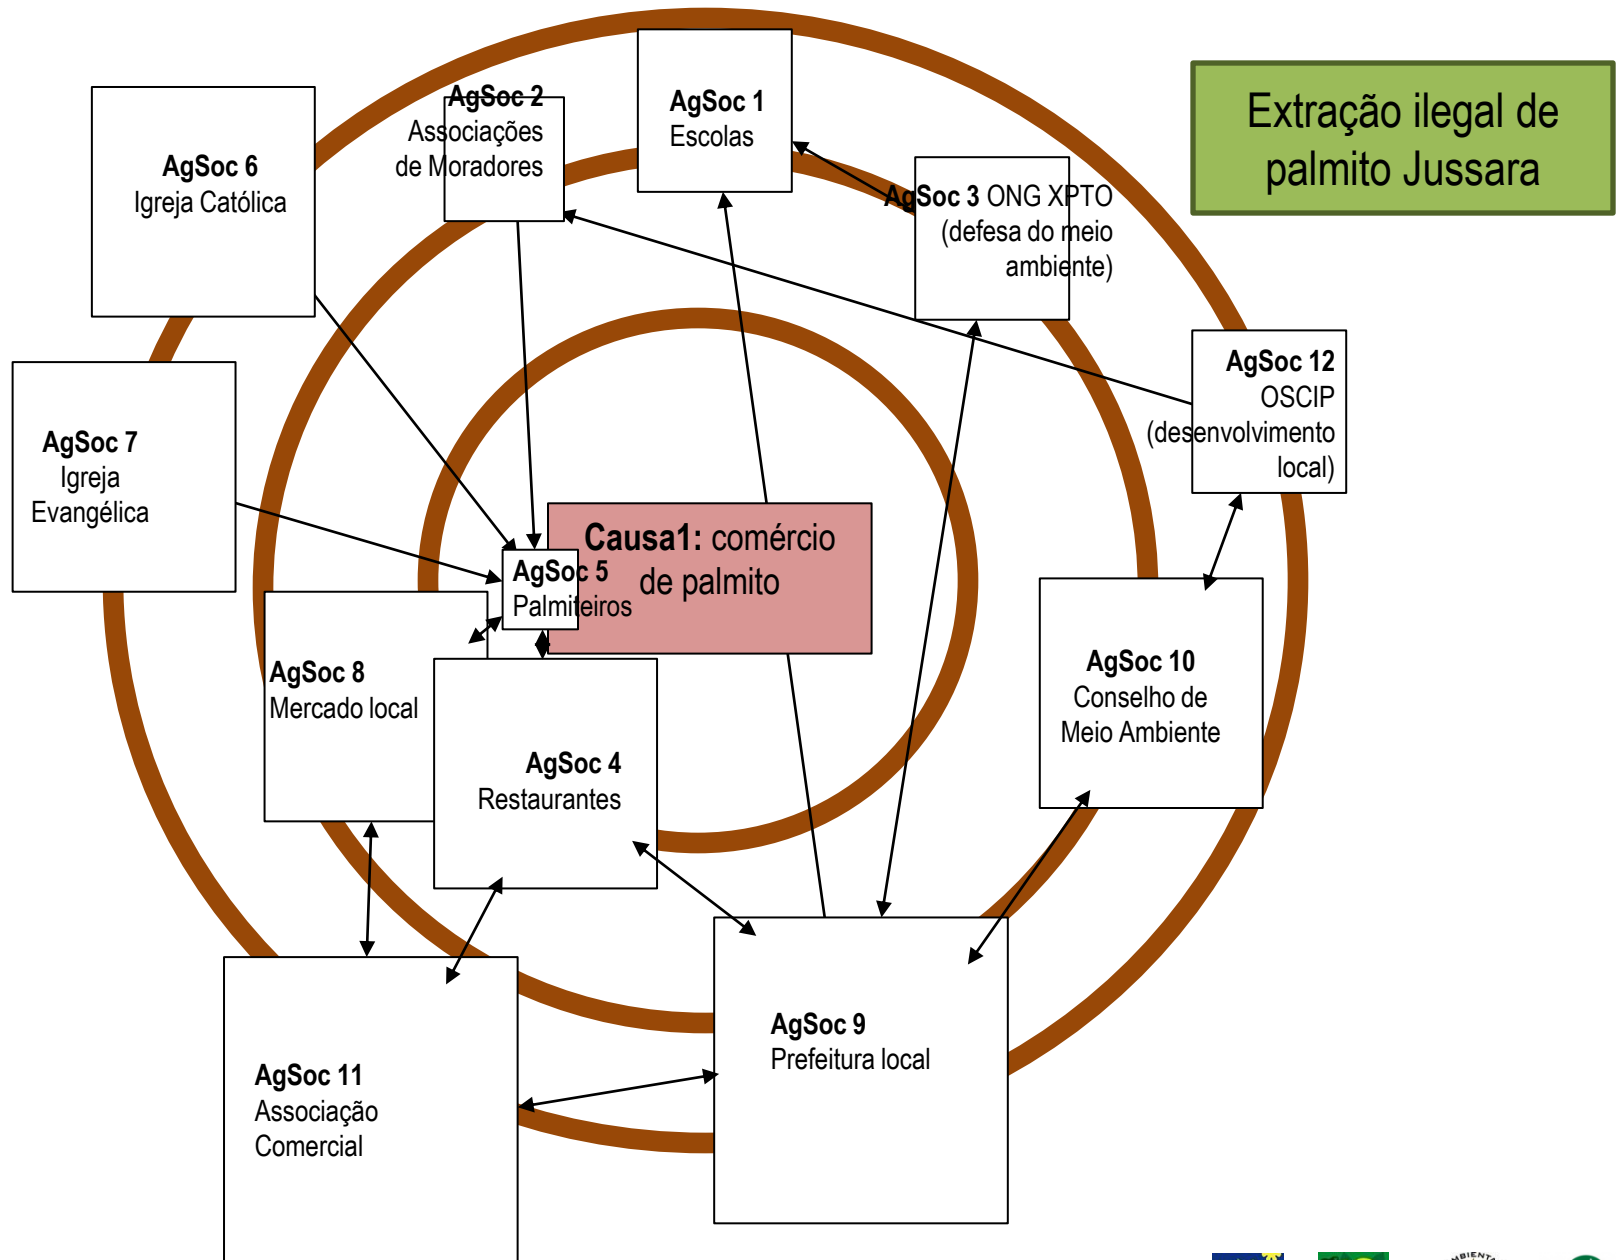 Extração ilegal de
palmito Jussara
AgSoc 1
Escolas
AgSoc 2
Associações
de Moradores
AgSoc 6
Igreja Católica
AgSoc 3 ONG XPTO
(defesa do meio
ambiente)
AgSoc 12
OSCIP
(desenvolvimento
local)
AgSoc 7
Igreja
Evangélica
Causa1: comércio
de palmito
AgSoc 5
Palmiteiros
AgSoc 8
Mercado local
AgSoc 4
Restaurantes
AgSoc 10
Conselho de
Meio Ambiente
AgSoc 9
Prefeitura local
AgSoc 11
Associação
Comercial